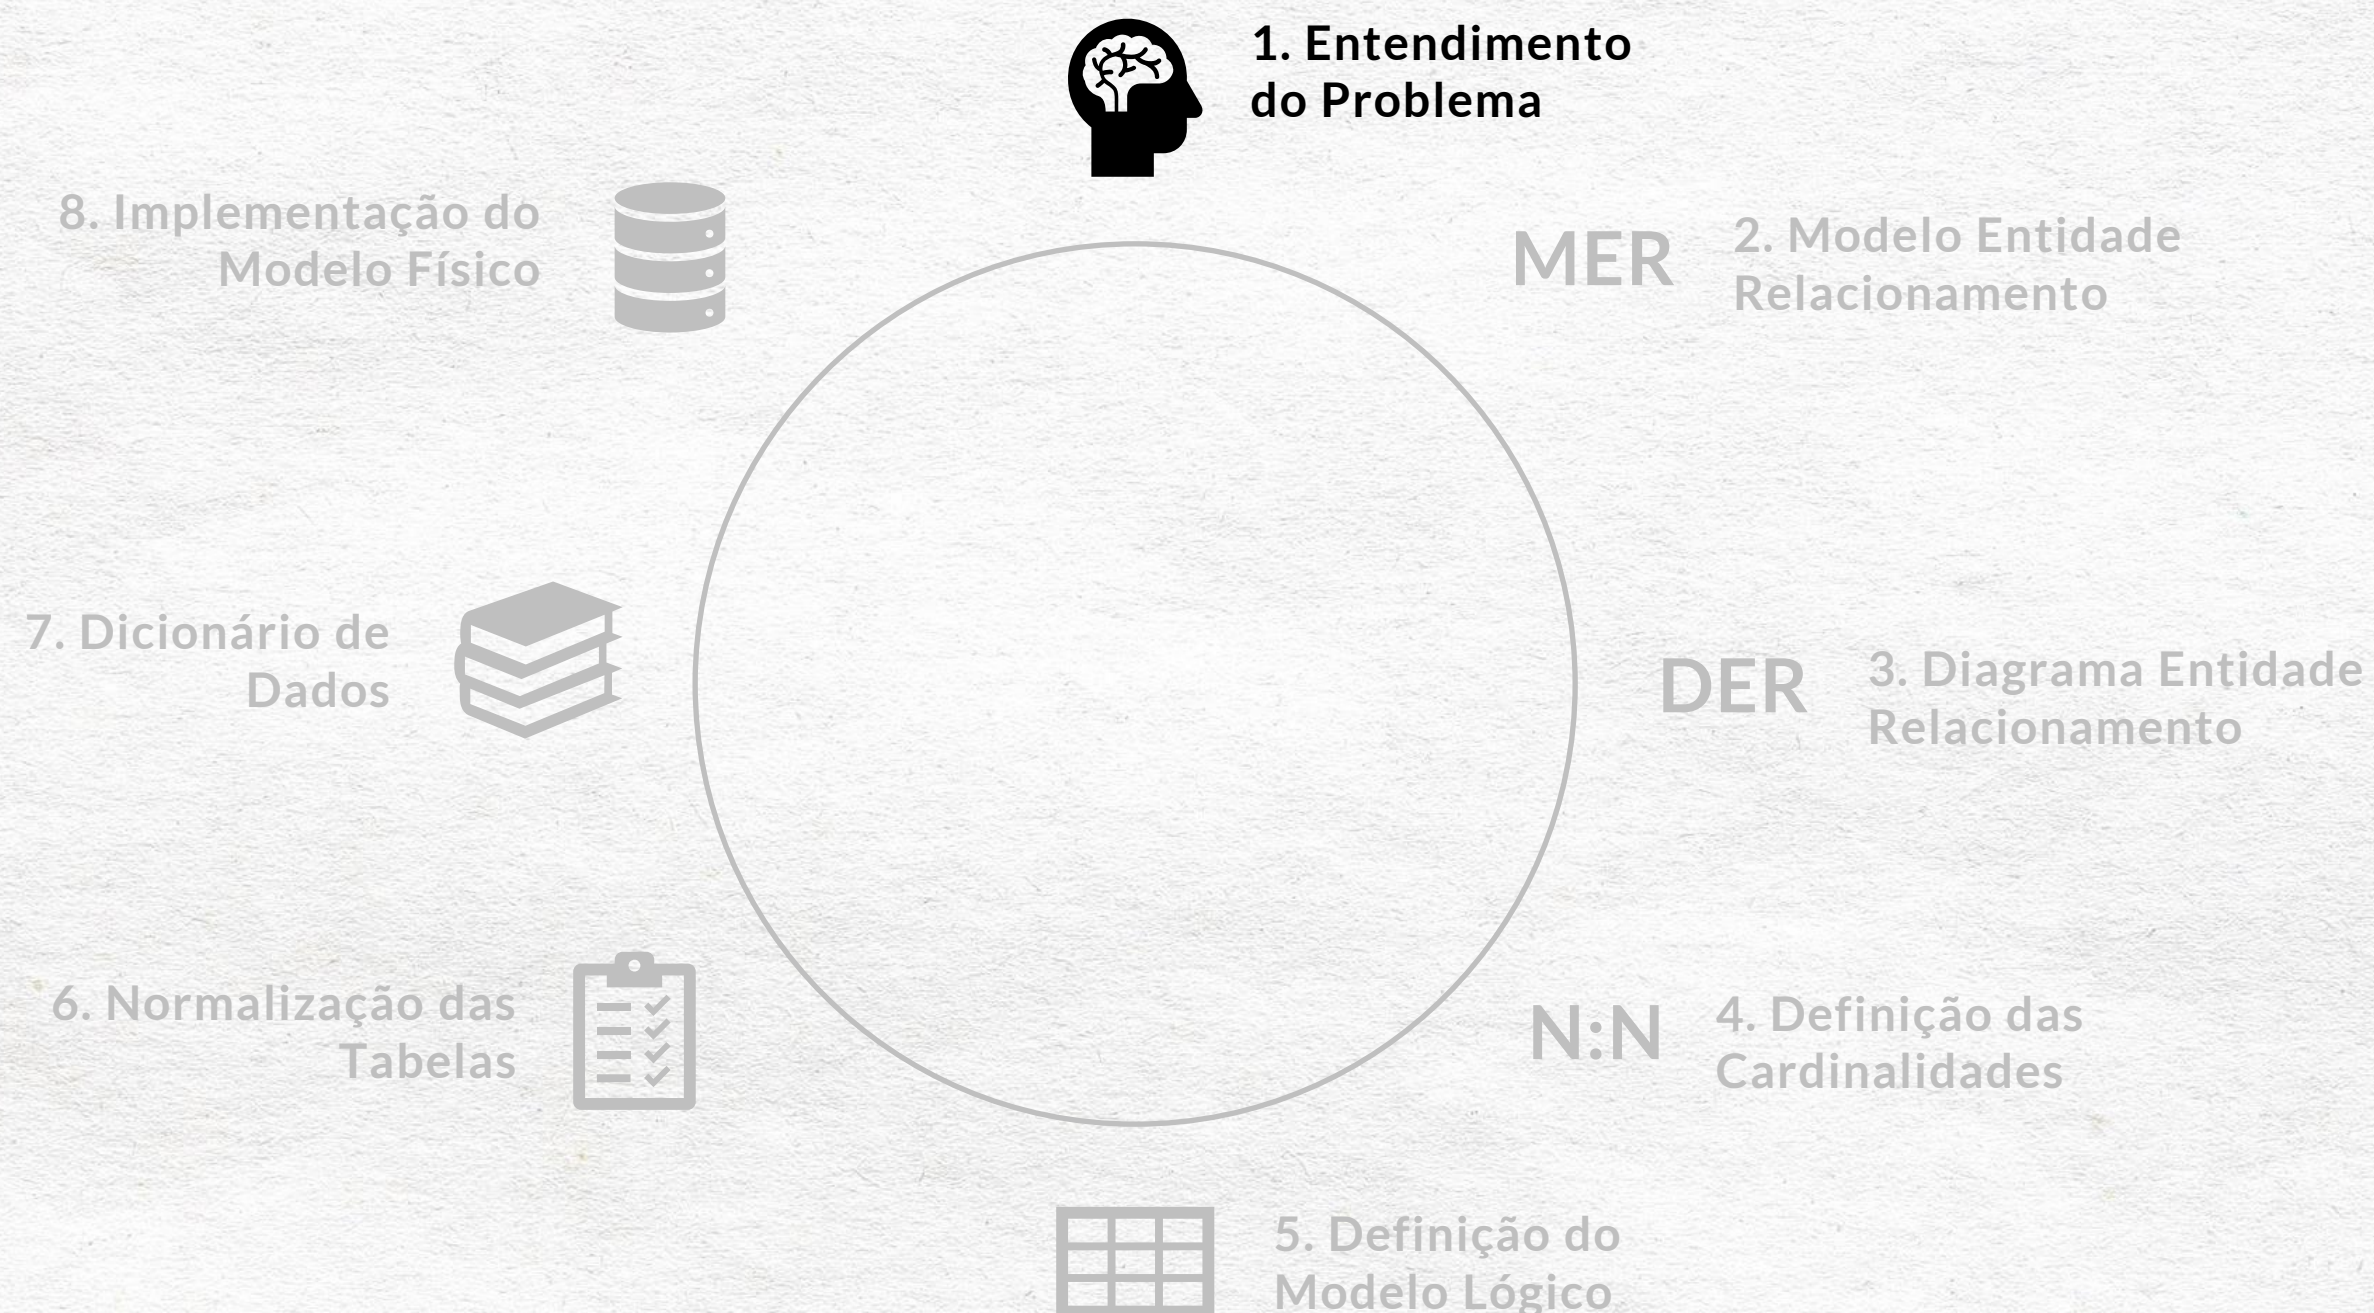 1. Entendimento
do Problema
MER
2. Modelo Entidade
Relacionamento
DER
3. Diagrama Entidade
Relacionamento
N:N
4. Definição das
Cardinalidades
5. Definição do
Modelo Lógico
6. Normalização das
Tabelas
7. Dicionário de
Dados
8. Implementação do
Modelo Físico